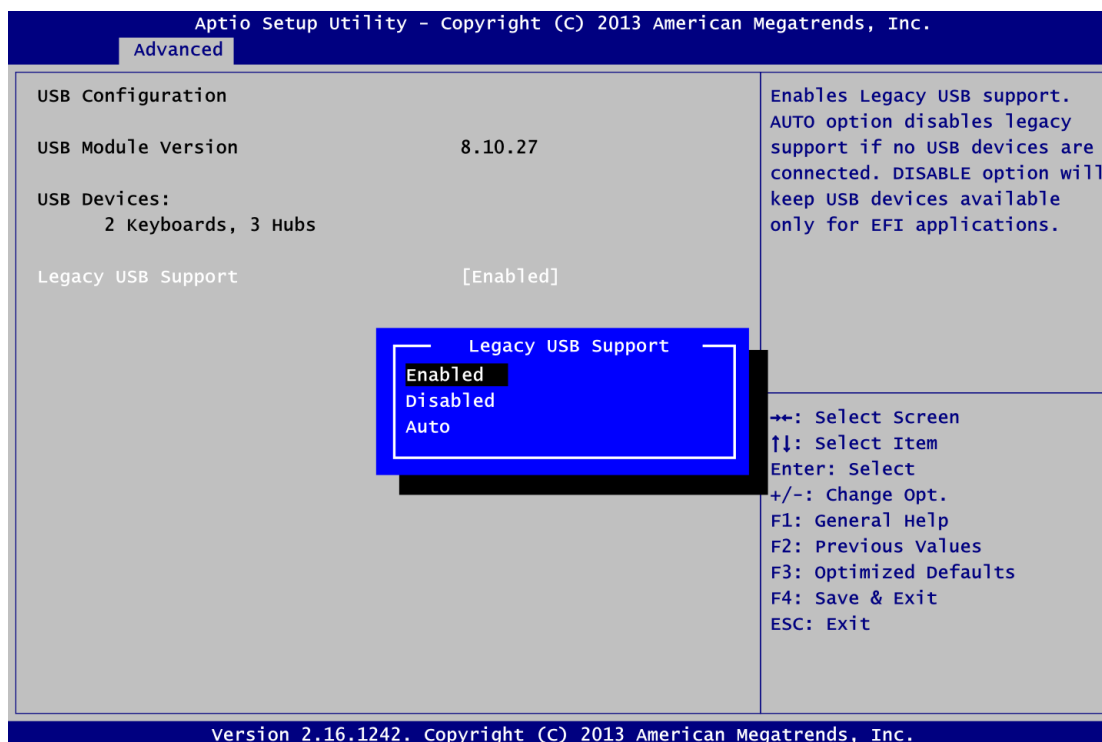 Aptio Setup Utility - Copyright (C) 2013 American Megatrends, Inc.
Advanced
USB Configuration
USB Module Version 8.10.27
USB Devices:
2 Keyboards, 3 Hubs
Legacy USB Support [Enabled]
Legacy USB Support
Enabled
Disabled
Auto
Enables Legacy USB support.
AUTO option disables legacy
support if no USB devices are
connected. DISABLE option will
keep USB devices available
only for EFI applications.
→←: Select Screen
↑↓: Select Item
Enter: Select
+/-: Change Opt.
F1: General Help
F2: Previous Values
F3: Optimized Defaults
F4: Save & Exit
ESC: Exit
Version 2.16.1242. Copyright (C) 2013 American Megatrends, Inc.